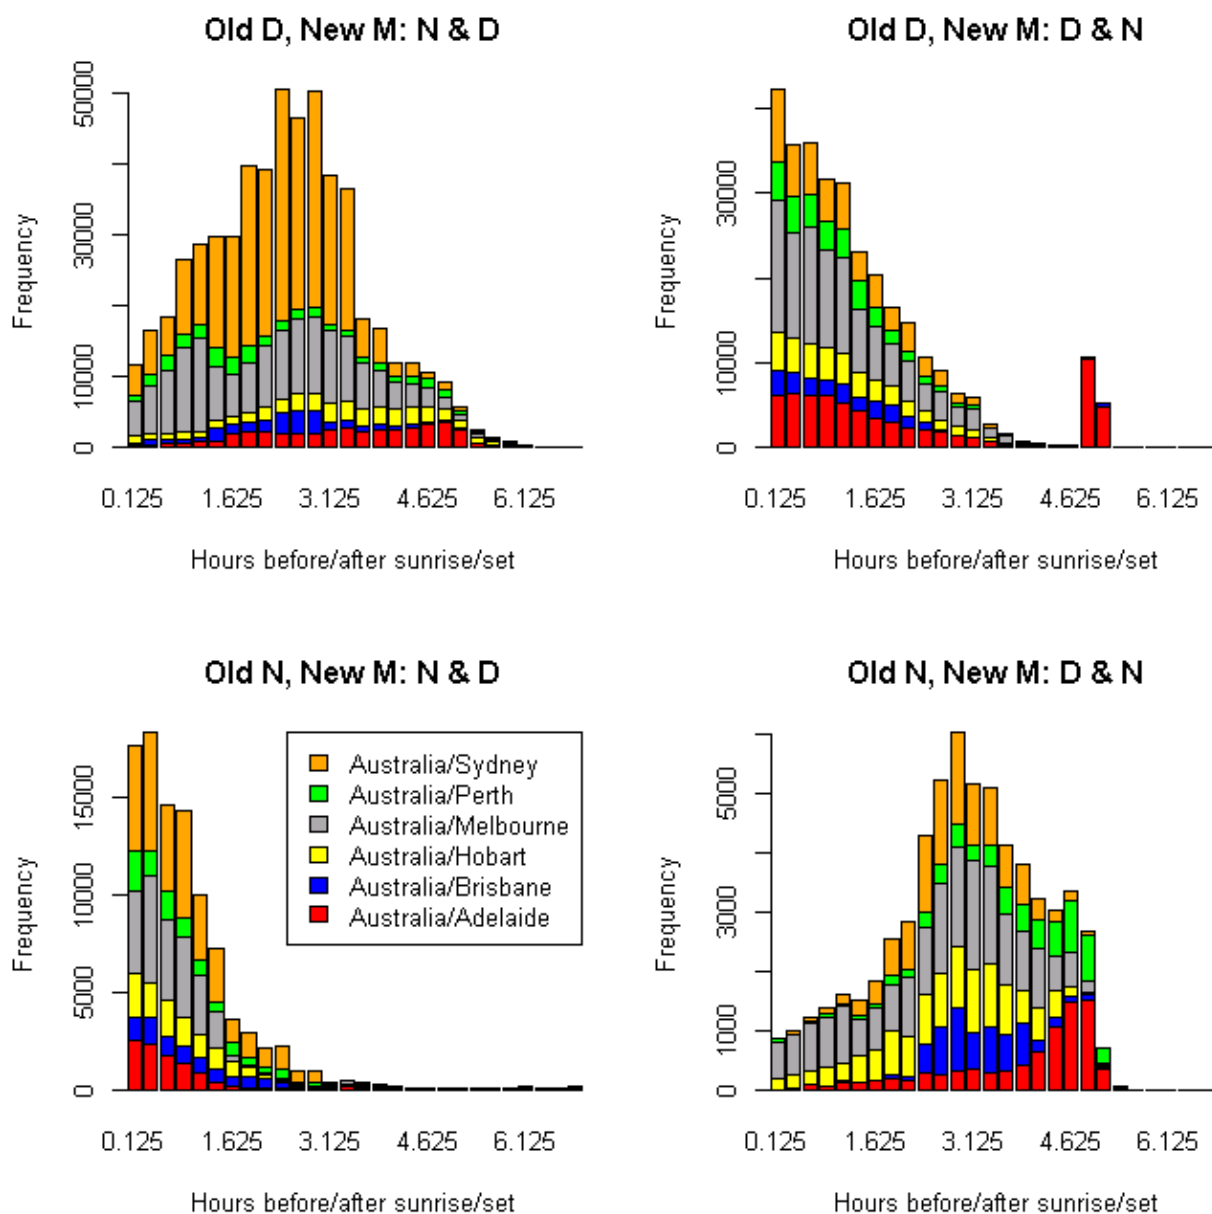 Old D, New M: N & D
Frequency
0
10000
30000
50000
0.125 1.625 3.125 4.625 6.125
Hours before/after sunrise/set
Old D, New M: D & N
Frequency
0
10000
30000
0.125 1.625 3.125 4.625 6.125
Hours before/after sunrise/set
Old N, New M: N & D
Frequency
0
5000
10000
15000
Australia/Sydney
Australia/Perth
Australia/Melbourne
Australia/Hobart
Australia/Brisbane
Australia/Adelaide
0.125 1.625 3.125 4.625 6.125
Hours before/after sunrise/set
Old N, New M: D & N
Frequency
0
1000
3000
5000
0.125 1.625 3.125 4.625 6.125
Hours before/after sunrise/set